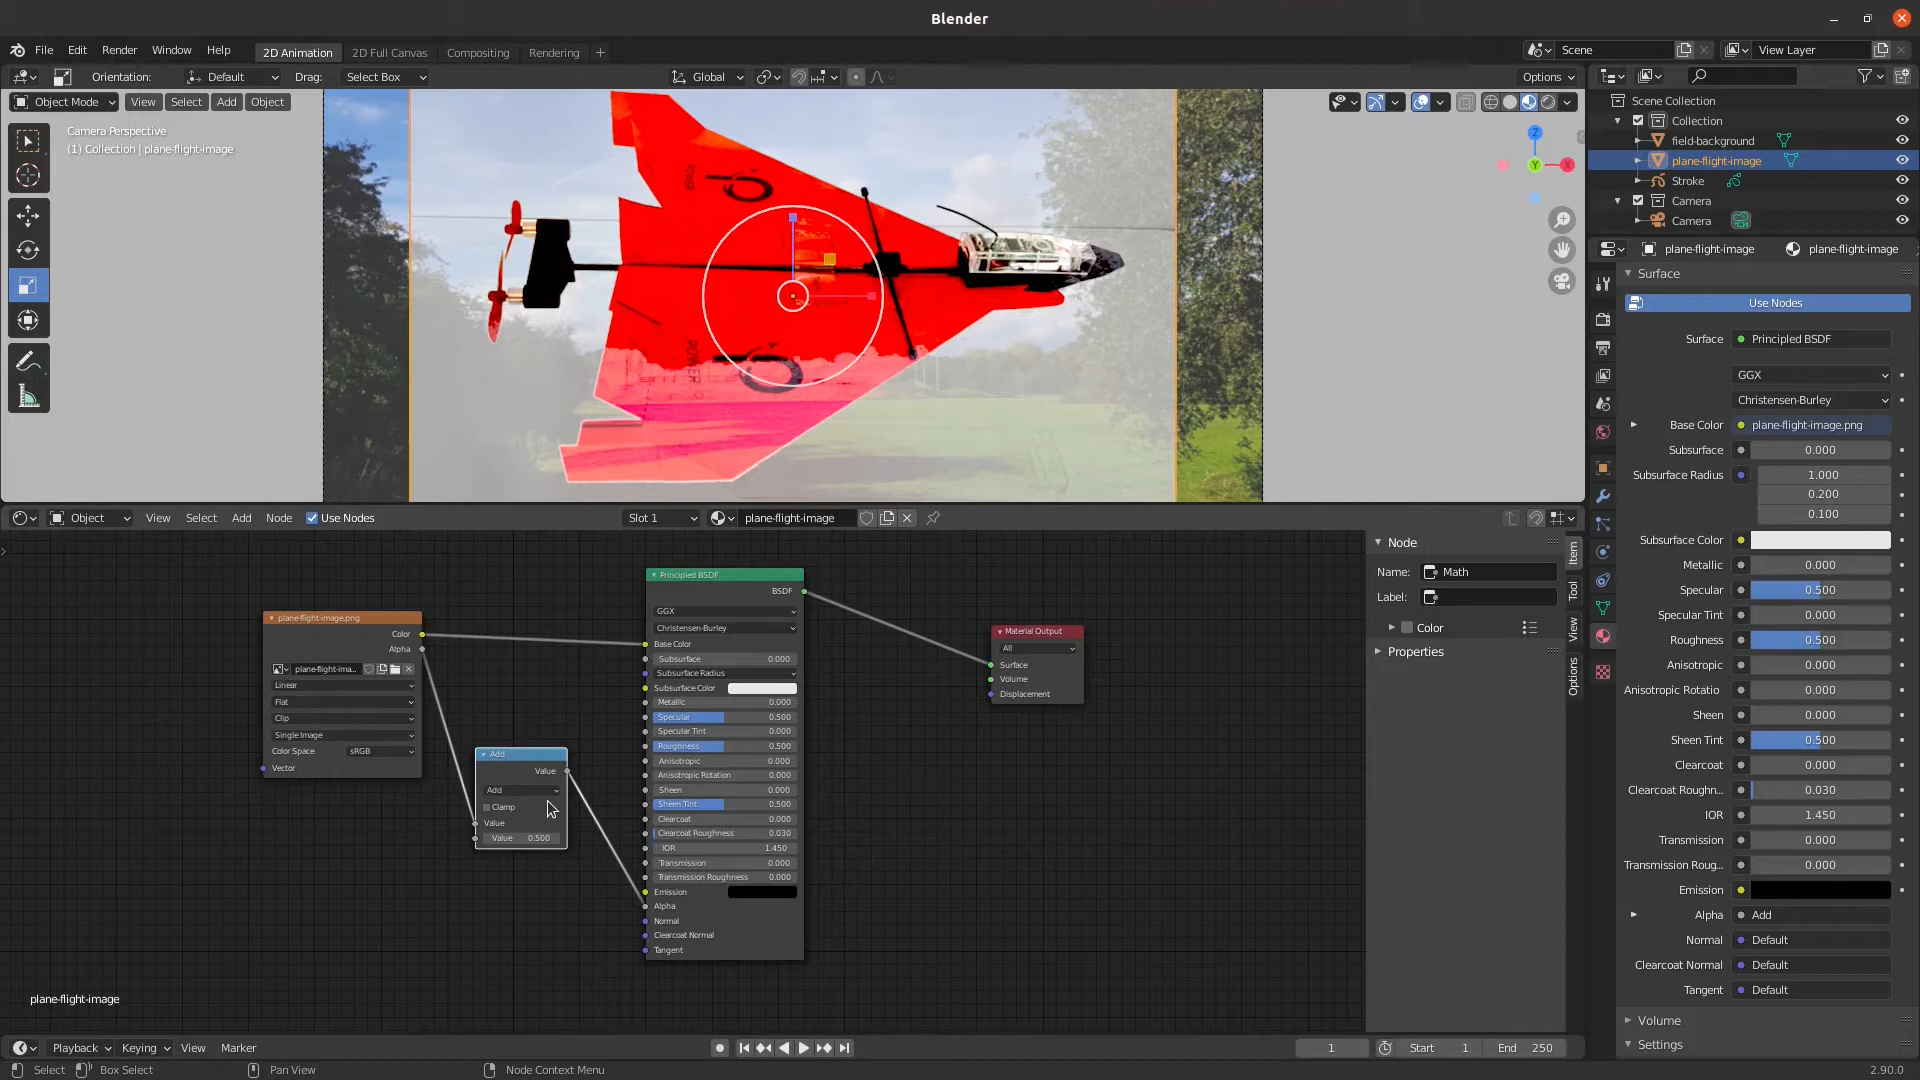 Blender
File Edit Render Window Help 2D Animation 2D Full Canvas Compositing Rendering + Scene View Layer
Orientation: Default Drag: Select Box Global Options
Object Mode View Select Add Object
Camera Perspective
(1) Collection | plane-flight-image
Z
Y
X
POWER
Scene Collection
Collection
field-background
plane-flight-image
Stroke
Camera
Camera
plane-flight-image plane-flight-image
Surface
Use Nodes
Surface Principled BSDF
GGX
Christensen-Burley
Base Color plane-flight-image.png
Subsurface 0.000
Subsurface Radius 1.000
0.200
0.100
Subsurface Color
Metallic 0.000
Specular 0.500
Specular Tint 0.000
Roughness 0.500
Anisotropic 0.000
Anisotropic Rotatio 0.000
Sheen 0.000
Sheen Tint 0.500
Clearcoat 0.000
Clearcoat Roughn... 0.030
IOR 1.450
Transmission 0.000
Transmission Roug... 0.000
Emission
Alpha Add
Normal Default
Clearcoat Normal Default
Tangent Default
Volume
Settings
Object View Select Add Node Use Nodes Slot 1 plane-flight-image
plane-flight-image.png
Color
Alpha
plane-flight-ima...
Linear
Flat
Clip
Single Image
Color Space sRGB
Vector
Add
Value
Add
Clamp
Value
Value 0.500
Principled BSDF
BSDF
GGX
Christensen-Burley
Base Color
Subsurface 0.000
Subsurface Radius
Subsurface Color
Metallic 0.000
Specular 0.500
Specular Tint 0.000
Roughness 0.500
Anisotropic 0.000
Anisotropic Rotation 0.000
Sheen 0.000
Sheen Tint 0.500
Clearcoat 0.000
Clearcoat Roughness 0.030
IOR 1.450
Transmission 0.000
Transmission Roughness 0.000
Emission
Alpha
Normal
Clearcoat Normal
Tangent
Material Output
All
Surface
Volume
Displacement
Node
Name: Math
Label:
Color
Properties
Item
Tool
View
Options
plane-flight-image
Playback Keying View Marker 1 Start 1 End 250
Select Box Select Pan View Node Context Menu 2.90.0